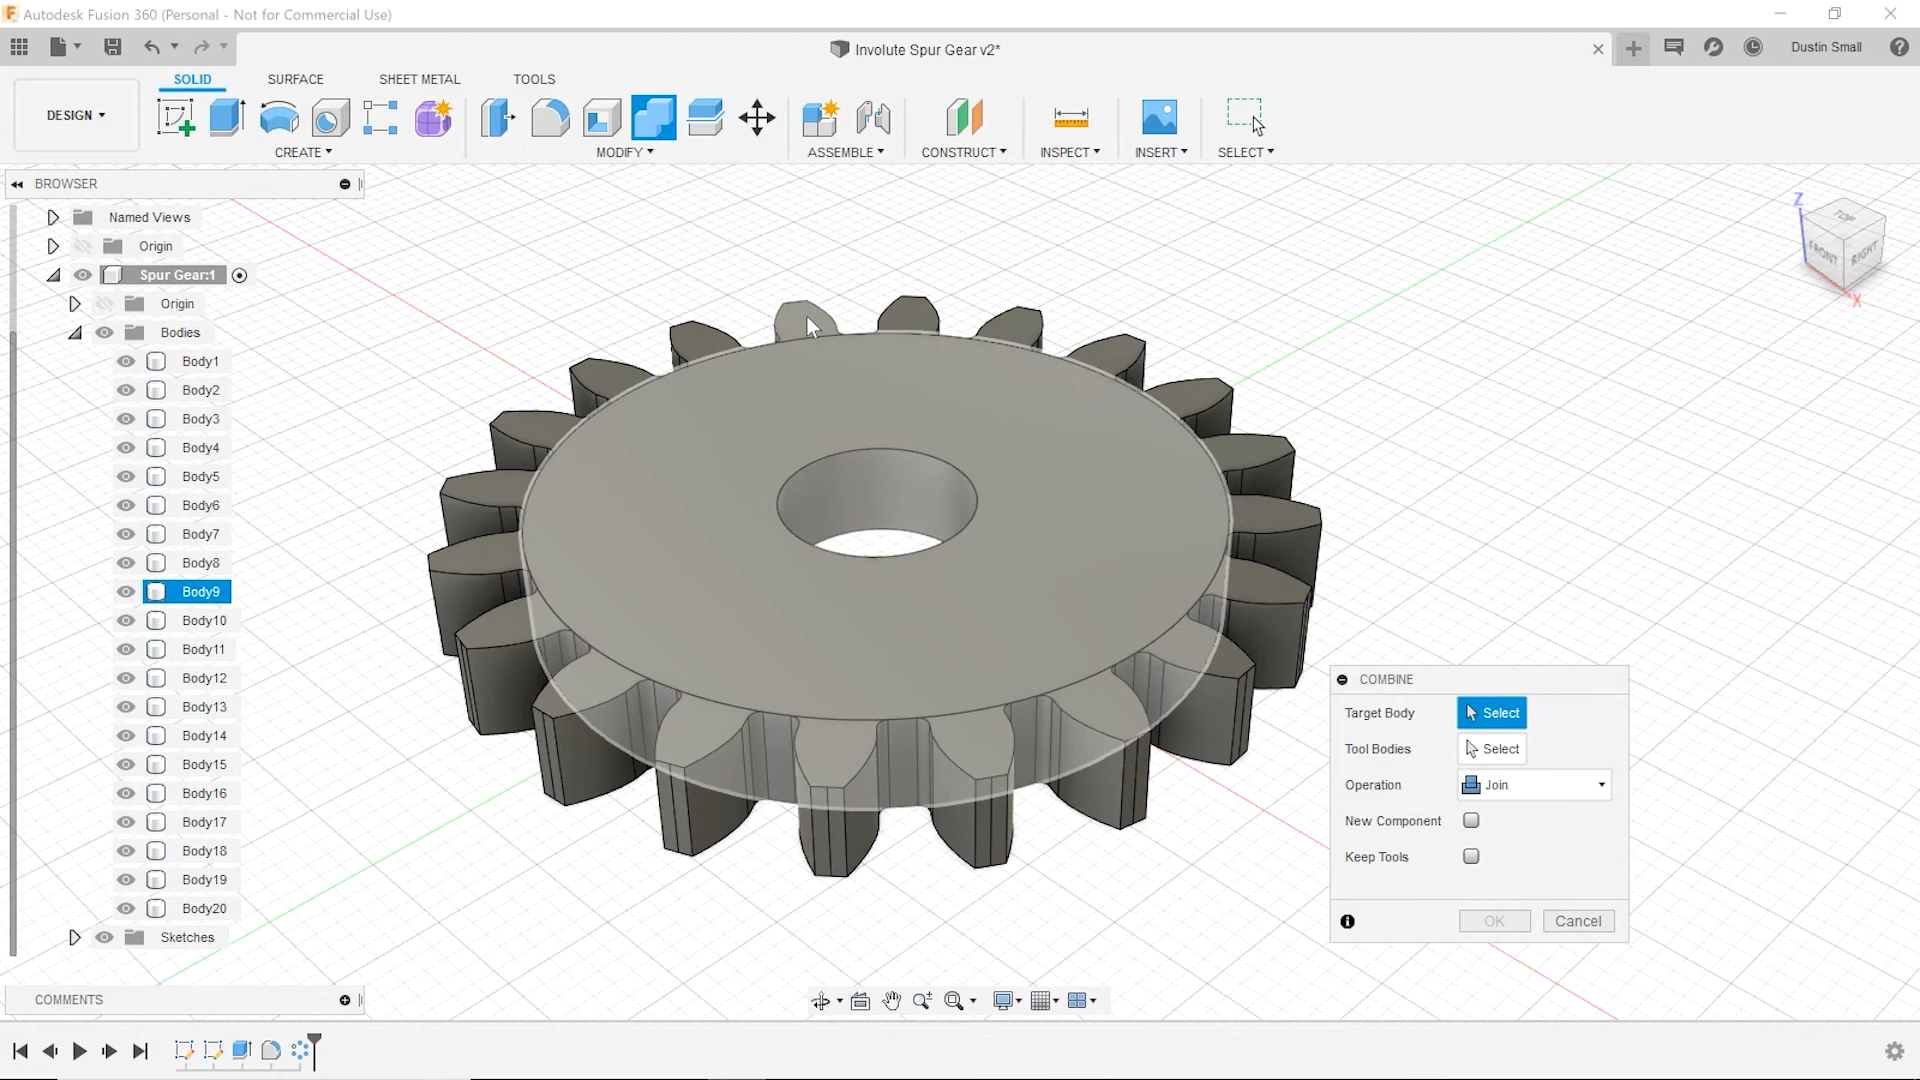 Autodesk Fusion 360 (Personal - Not for Commercial Use)
Involute Spur Gear v2*
Dustin Small
SOLID SURFACE SHEET METAL TOOLS
DESIGN
CREATE MODIFY ASSEMBLE CONSTRUCT INSPECT INSERT SELECT
BROWSER
Named Views
Origin
Spur Gear:1
Origin
Bodies
Body1
Body2
Body3
Body4
Body5
Body6
Body7
Body8
Body9
Body10
Body11
Body12
Body13
Body14
Body15
Body16
Body17
Body18
Body19
Body20
Sketches
Z
TOP
FRONT
RIGHT
X
COMBINE
Target Body Select
Tool Bodies Select
Operation Join
New Component
Keep Tools
OK Cancel
COMMENTS